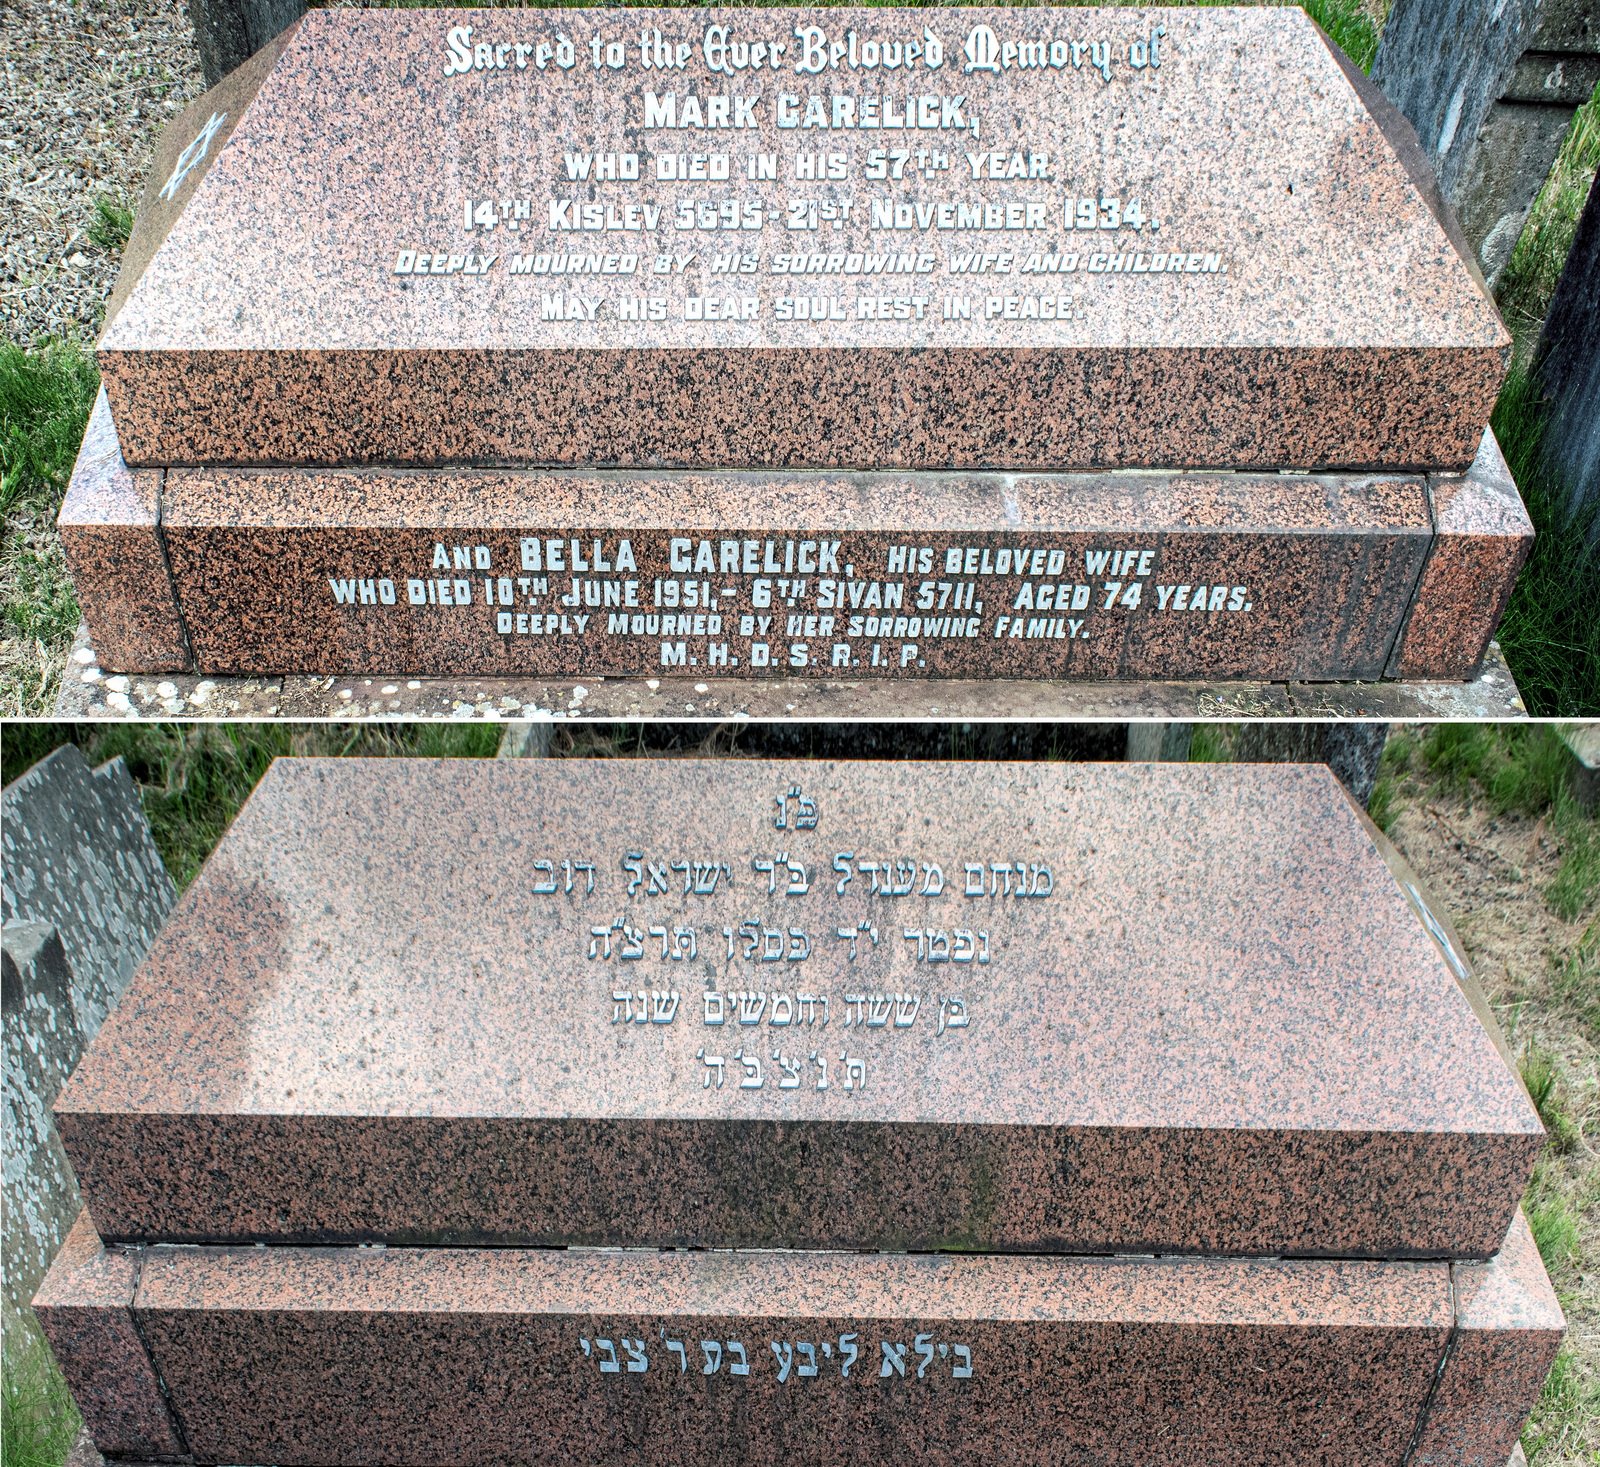 Sacred to the Ever Beloved Memory of
MARK GARELICK,
WHO DIED IN HIS 57TH YEAR
14TH KISLEV 5695 - 21ST NOVEMBER 1934.
DEEPLY MOURNED BY HIS SORROWING WIFE AND CHILDREN.
MAY HIS DEAR SOUL REST IN PEACE.
AND BELLA GARELICK, HIS BELOVED WIFE
WHO DIED 10TH JUNE 1951, - 6TH SIVAN 5711, AGED 74 YEARS.
DEEPLY MOURNED BY HER SORROWING FAMILY.
M. H. D. S. R. I. P.
פ"ן
מנחם מענדל ב"ר ישראל דוב
נפטר י"ד כסלו תרצ"ה
בן ששה וחמשים שנה
ת' נ' צ' ב' ה'
בילא ליבע בת ר' צבי